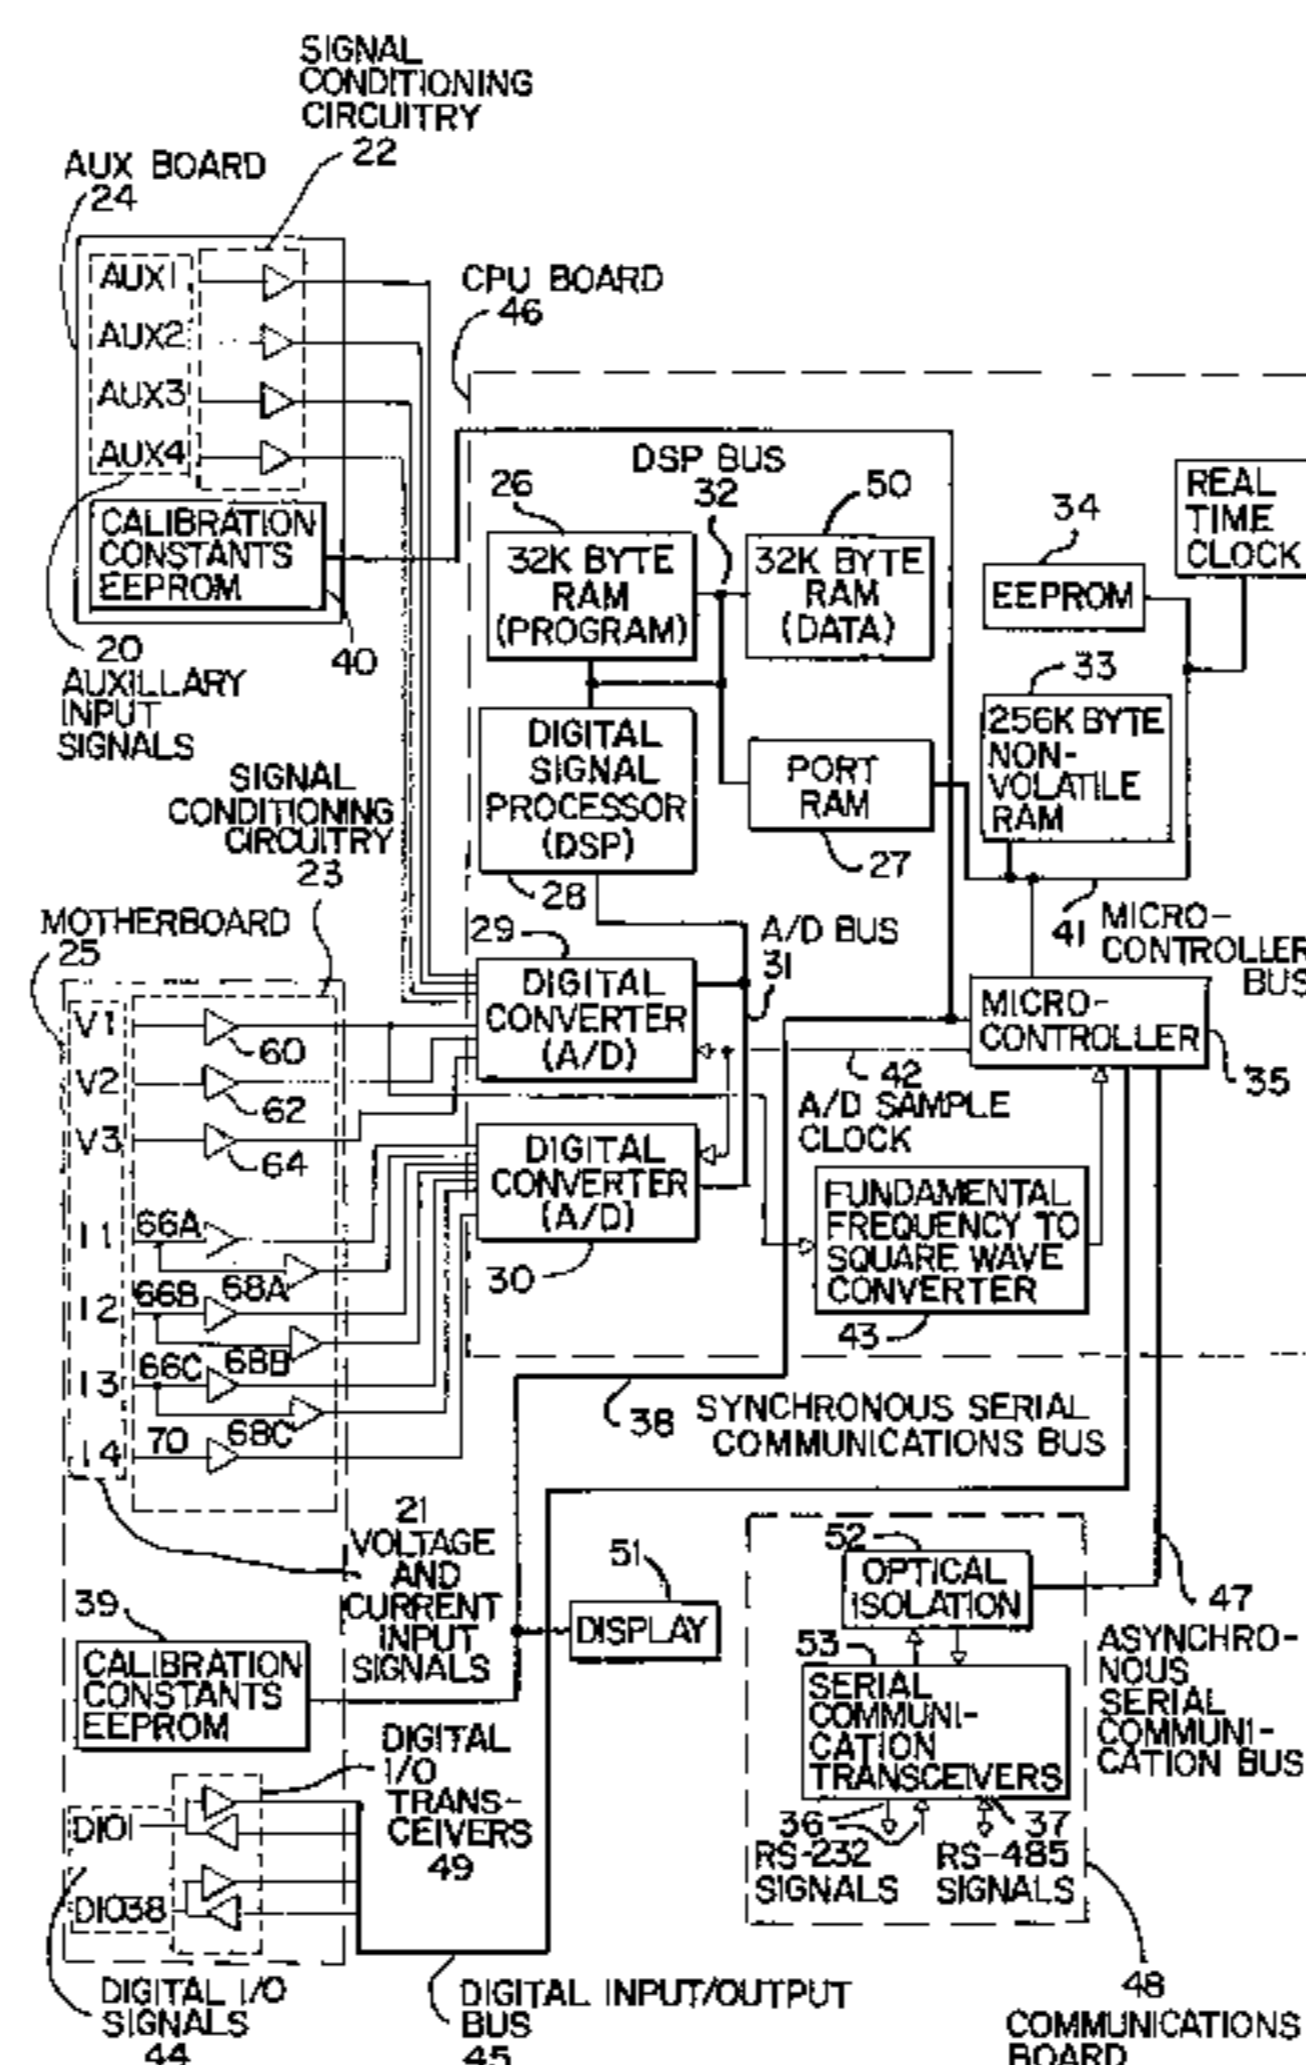 SIGNAL
CONDITIONING
CIRCUITRY
22
AUX BOARD
24
AUX1
AUX2
AUX3
AUX4
CALIBRATION
CONSTANTS
EEPROM
20
AUXILLARY
INPUT
SIGNALS
40
CPU BOARD
46
DSP BUS
32
26
32K BYTE
RAM
(PROGRAM)
50
32K BYTE
RAM
(DATA)
34
EEPROM
REAL
TIME
CLOCK
33
256K BYTE
NON-
VOLATILE
RAM
DIGITAL
SIGNAL
PROCESSOR
(DSP)
28
PORT
RAM
27
41
MICRO-
CONTROLLER
BUS
SIGNAL
CONDITIONING
CIRCUITRY
23
MOTHERBOARD
25
29
DIGITAL
CONVERTER
(A/D)
A/D BUS
31
MICRO-
CONTROLLER
35
42
A/D SAMPLE
CLOCK
V1
60
V2
62
V3
64
DIGITAL
CONVERTER
(A/D)
30
FUNDAMENTAL
FREQUENCY TO
SQUARE WAVE
CONVERTER
43
I1
66A
68A
I2
66B
68B
I3
66C
68C
I4
70
38
SYNCHRONOUS SERIAL
COMMUNICATIONS BUS
21
VOLTAGE
AND
CURRENT
INPUT
SIGNALS
51
DISPLAY
52
OPTICAL
ISOLATION
47
ASYNCHRO-
NOUS
SERIAL
COMMUNI-
CATION BUS
39
CALIBRATION
CONSTANTS
EEPROM
53
SERIAL
COMMUNI-
CATION
TRANSCEIVERS
36
RS-232
SIGNALS
37
RS-485
SIGNALS
DIGITAL
I/O
TRANS-
CEIVERS
49
DIO1
DIO38
DIGITAL I/O
SIGNALS
44
DIGITAL INPUT/OUTPUT
BUS
45
48
COMMUNICATIONS
BOARD